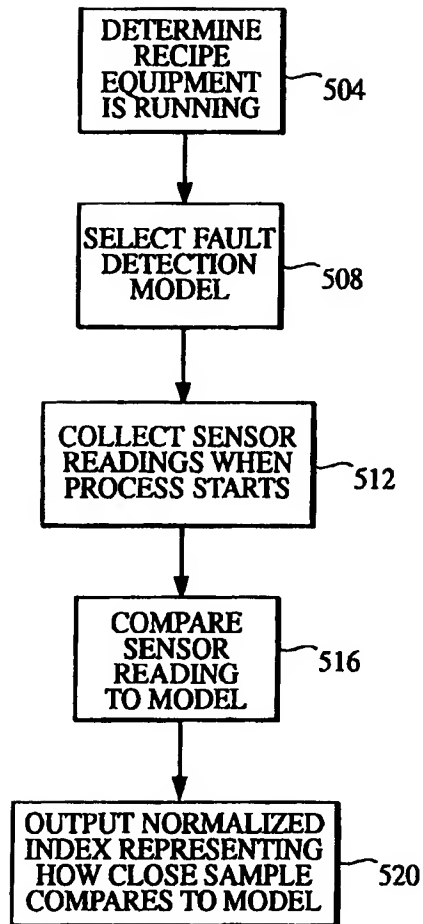 DETERMINE
RECIPE
EQUIPMENT
IS RUNNING
504
SELECT FAULT
DETECTION
MODEL
508
COLLECT SENSOR
READINGS WHEN
PROCESS STARTS
512
COMPARE
SENSOR
READING
TO MODEL
516
OUTPUT NORMALIZED
INDEX REPRESENTING
HOW CLOSE SAMPLE
COMPARES TO MODEL
520